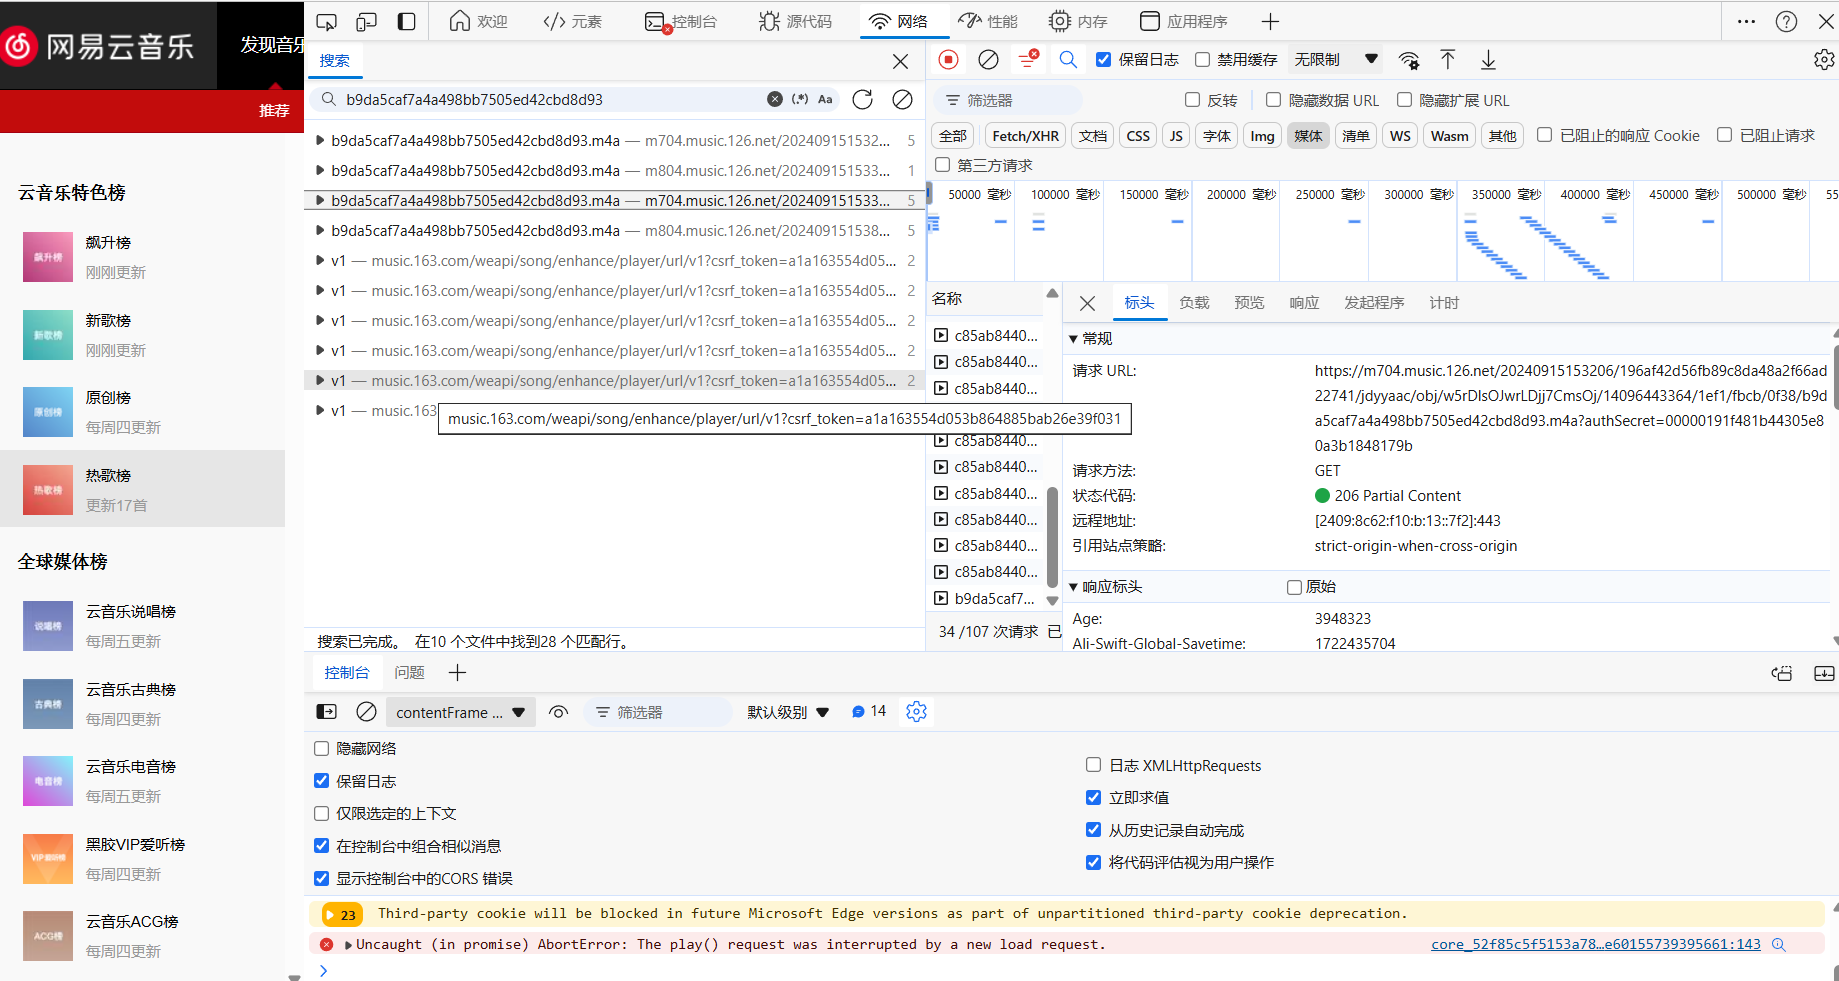 网易云音乐
发现音乐
推荐
云音乐特色榜
飙升榜
飙升榜
刚刚更新
新歌榜
新歌榜
刚刚更新
原创榜
原创榜
每周四更新
热歌榜
热歌榜
更新17首
全球媒体榜
说唱榜
云音乐说唱榜
每周五更新
古典榜
云音乐古典榜
每周四更新
电音榜
云音乐电音榜
每周五更新
VIP爱听榜
黑胶VIP爱听榜
每周四更新
ACG榜
云音乐ACG榜
每周四更新
欢迎
元素
控制台
源代码
网络
性能
内存
应用程序
搜索
b9da5caf7a4a498bb7505ed42cbd8d93
(.*)
Aa
b9da5caf7a4a498bb7505ed42cbd8d93.m4a — m704.music.126.net/202409151532... 5
b9da5caf7a4a498bb7505ed42cbd8d93.m4a — m804.music.126.net/202409151533... 1
b9da5caf7a4a498bb7505ed42cbd8d93.m4a — m704.music.126.net/202409151533... 5
b9da5caf7a4a498bb7505ed42cbd8d93.m4a — m804.music.126.net/202409151538... 5
v1 — music.163.com/weapi/song/enhance/player/url/v1?csrf_token=a1a163554d05... 2
v1 — music.163.com/weapi/song/enhance/player/url/v1?csrf_token=a1a163554d05... 2
v1 — music.163.com/weapi/song/enhance/player/url/v1?csrf_token=a1a163554d05... 2
v1 — music.163.com/weapi/song/enhance/player/url/v1?csrf_token=a1a163554d05... 2
v1 — music.163.com/weapi/song/enhance/player/url/v1?csrf_token=a1a163554d05... 2
v1 — music.163
music.163.com/weapi/song/enhance/player/url/v1?csrf_token=a1a163554d053b864885bab26e39f031
搜索已完成。 在10 个文件中找到28 个匹配行。
保留日志
禁用缓存
无限制
筛选器
反转
隐藏数据 URL
隐藏扩展 URL
全部
Fetch/XHR
文档
CSS
JS
字体
Img
媒体
清单
WS
Wasm
其他
已阻止的响应 Cookie
已阻止请求
第三方请求
50000 毫秒
100000 毫秒
150000 毫秒
200000 毫秒
250000 毫秒
300000 毫秒
350000 毫秒
400000 毫秒
450000 毫秒
500000 毫秒
55
名称
c85ab8440...
c85ab8440...
c85ab8440...
c85ab8440...
c85ab8440...
c85ab8440...
c85ab8440...
c85ab8440...
c85ab8440...
b9da5caf7...
34 /107 次请求 已
标头
负载
预览
响应
发起程序
计时
常规
请求 URL:
https://m704.music.126.net/20240915153206/196af42d56fb89c8da48a2f66ad
22741/jdyyaac/obj/w5rDlsOJwrLDjj7CmsOj/14096443364/1ef1/fbcb/0f38/b9d
a5caf7a4a498bb7505ed42cbd8d93.m4a?authSecret=00000191f481b44305e8
0a3b1848179b
请求方法:
GET
状态代码:
206 Partial Content
远程地址:
[2409:8c62:f10:b:13::7f2]:443
引用站点策略:
strict-origin-when-cross-origin
响应标头
原始
Age:
3948323
Ali-Swift-Global-Savetime:
1722435704
控制台
问题
contentFrame ...
筛选器
默认级别
14
隐藏网络
保留日志
仅限选定的上下文
在控制台中组合相似消息
显示控制台中的CORS 错误
日志 XMLHttpRequests
立即求值
从历史记录自动完成
将代码评估视为用户操作
23 Third-party cookie will be blocked in future Microsoft Edge versions as part of unpartitioned third-party cookie deprecation.
Uncaught (in promise) AbortError: The play() request was interrupted by a new load request.
core_52f85c5f5153a78…e60155739395661:143